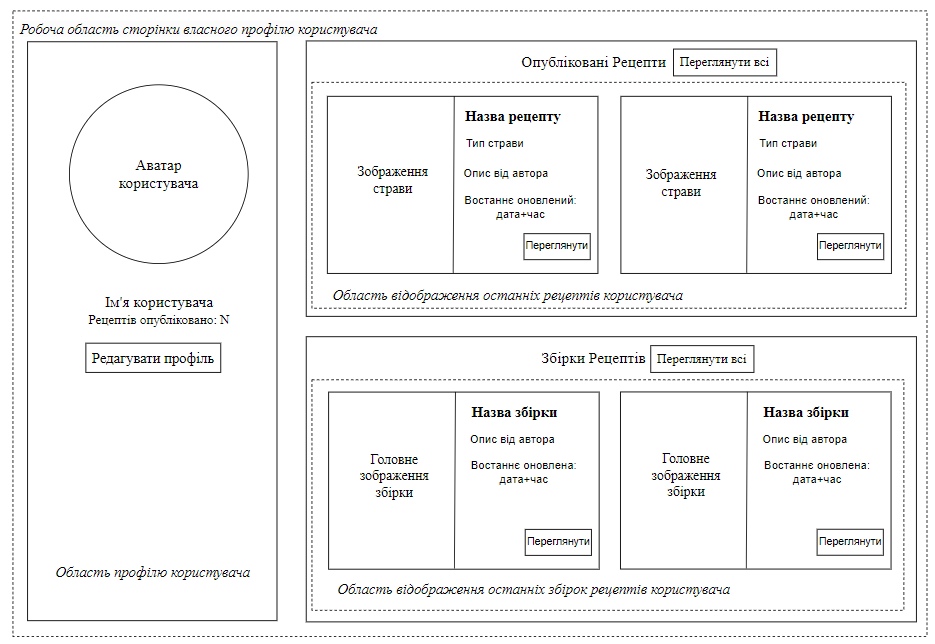 Робоча область сторінки власного профілю користувача
Аватар
користувача
Ім'я користувача
Рецептів опубліковано: N
Редагувати профіль
Область профілю користувача
Опубліковані Рецепти
Переглянути всі
Зображення
страви
Назва рецепту
Тип страви
Опис від автора
Востаннє оновлений:
дата+час
Переглянути
Зображення
страви
Назва рецепту
Тип страви
Опис від автора
Востаннє оновлений:
дата+час
Переглянути
Область відображення останніх рецептів користувача
Збірки Рецептів
Переглянути всі
Головне
зображення
збірки
Назва збірки
Опис від автора
Востаннє оновлена:
дата+час
Переглянути
Головне
зображення
збірки
Назва збірки
Опис від автора
Востаннє оновлена:
дата+час
Переглянути
Область відображення останніх збірок рецептів користувача